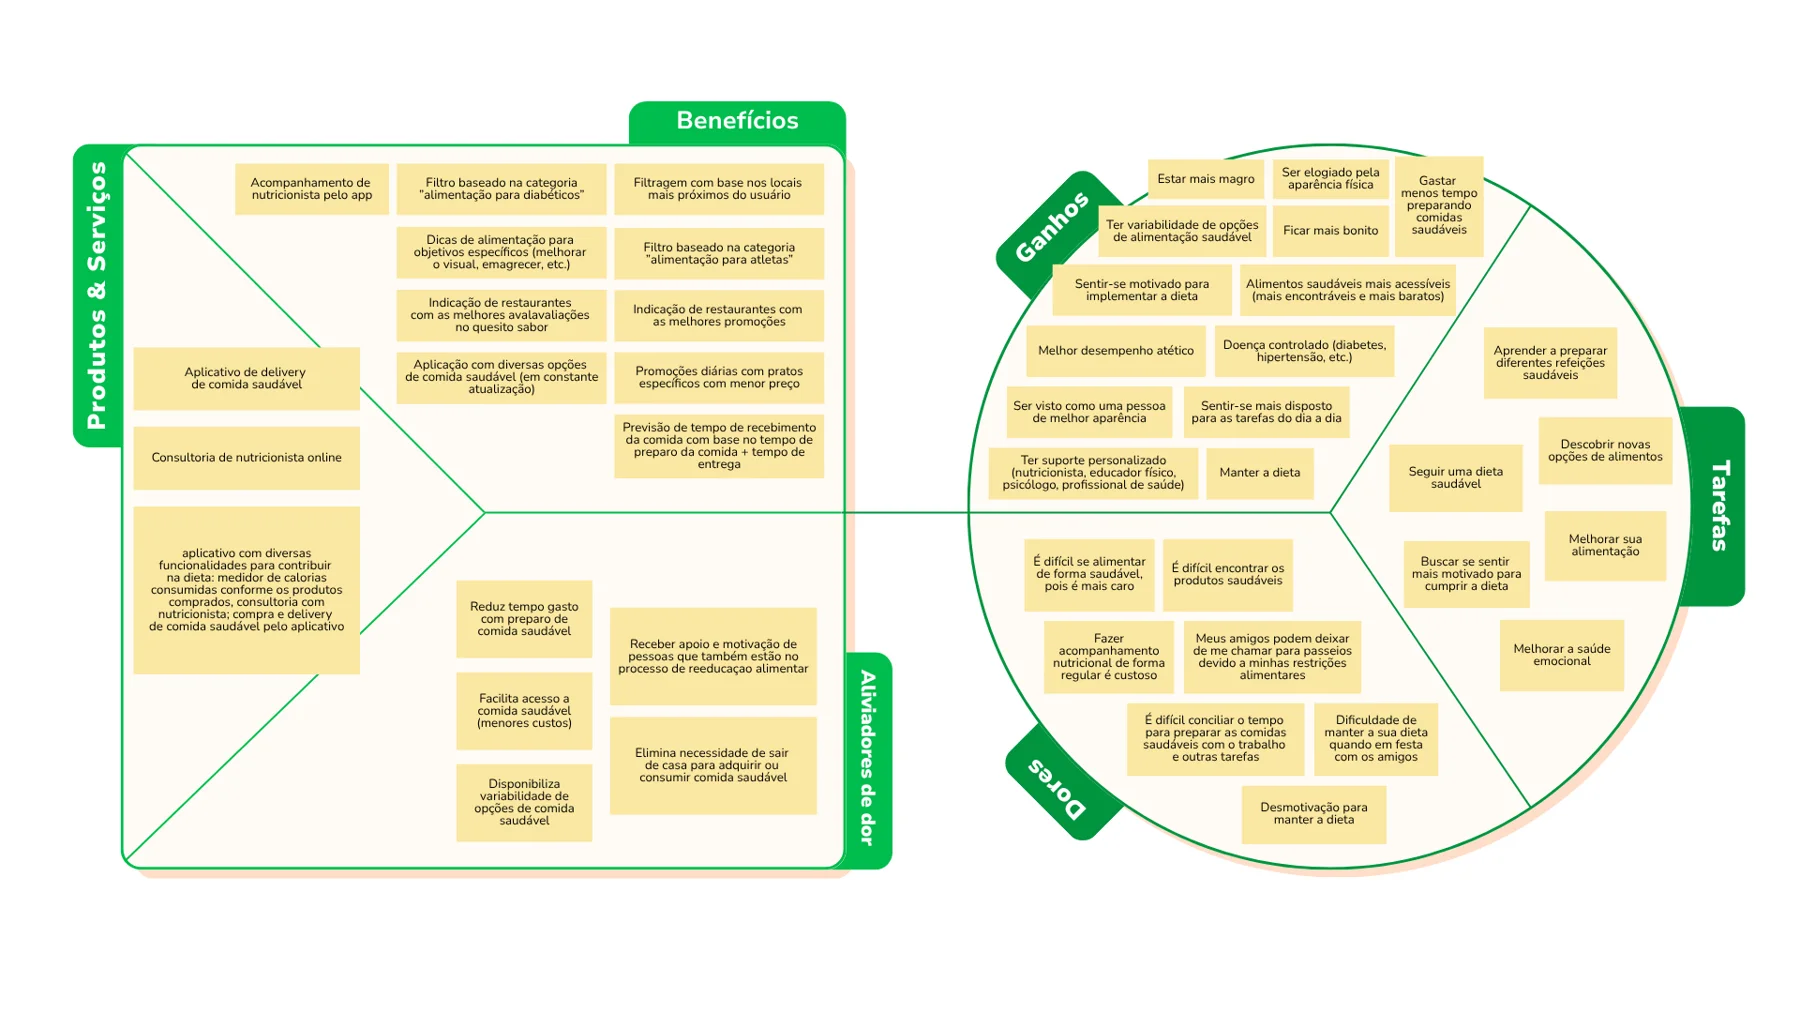 Benefícios
Produtos & Serviços
Acompanhamento de
nutricionista pelo app
Filtro baseado na categoria
"alimentação para diabéticos"
Filtragem com base nos locais
mais próximos do usuário
Dicas de alimentação para
objetivos específicos (melhorar
o visual, emagrecer, etc.)
Filtro baseado na categoria
"alimentação para atletas"
Indicação de restaurantes
com as melhores avalavaliações
no quesito sabor
Indicação de restaurantes com
as melhores promoções
Aplicação com diversas opções
de comida saudável (em constante
atualização)
Promoções diárias com pratos
específicos com menor preço
Previsão de tempo de recebimento
da comida com base no tempo de
preparo da comida + tempo de
entrega
Aplicativo de delivery
de comida saudável
Consultoria de nutricionista online
aplicativo com diversas
funcionalidades para contribuir
na dieta: medidor de calorias
consumidas conforme os produtos
comprados, consultoria com
nutricionista; compra e delivery
de comida saudável pelo aplicativo
Reduz tempo gasto
com preparo de
comida saudável
Receber apoio e motivação de
pessoas que também estão no
processo de reeducaçao alimentar
Facilita acesso a
comida saudável
(menores custos)
Elimina necessidade de sair
de casa para adquirir ou
consumir comida saudável
Disponibiliza
variabilidade de
opções de comida
saudável
Aliviadores de dor
Ganhos
Estar mais magro
Ser elogiado pela
aparência física
Gastar
menos tempo
preparando
comidas
saudáveis
Ter variabilidade de opções
de alimentação saudável
Ficar mais bonito
Sentir-se motivado para
implementar a dieta
Alimentos saudáveis mais acessíveis
(mais encontráveis e mais baratos)
Melhor desempenho atético
Doença controlado (diabetes,
hipertensão, etc.)
Ser visto como uma pessoa
de melhor aparência
Sentir-se mais disposto
para as tarefas do dia a dia
Ter suporte personalizado
(nutricionista, educador físico,
psicólogo, profissional de saúde)
Manter a dieta
Tarefas
Aprender a preparar
diferentes refeições
saudáveis
Descobrir novas
opções de alimentos
Seguir uma dieta
saudável
Melhorar sua
alimentação
Buscar se sentir
mais motivado para
cumprir a dieta
Melhorar a saúde
emocional
Dores
É difícil se alimentar
de forma saudável,
pois é mais caro
É difícil encontrar os
produtos saudáveis
Fazer
acompanhamento
nutricional de forma
regular é custoso
Meus amigos podem deixar
de me chamar para passeios
devido a minhas restrições
alimentares
É difícil conciliar o tempo
para preparar as comidas
saudáveis com o trabalho
e outras tarefas
Dificuldade de
manter a sua dieta
quando em festa
com os amigos
Desmotivação para
manter a dieta